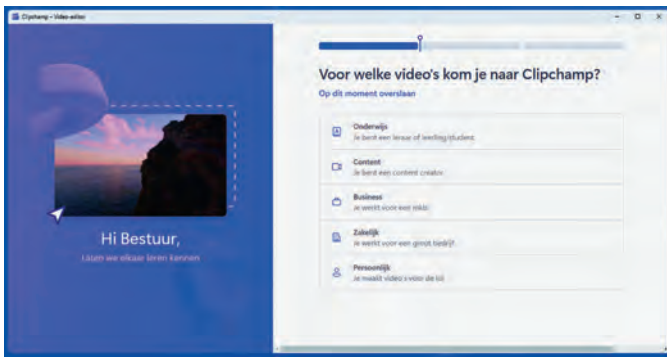 Clipchamp - Video-editor
Hi Bestuur,
Laten we elkaar leren kennen
Voor welke video's kom je naar Clipchamp?
Op dit moment overslaan
Onderwijs
Je bent een leraar of leerling/student
Content
Je bent een content creator
Business
Je werkt voor een mkb
Zakelijk
Je werkt voor een groot bedrijf
Persoonlijk
Je maakt video's voor de lol